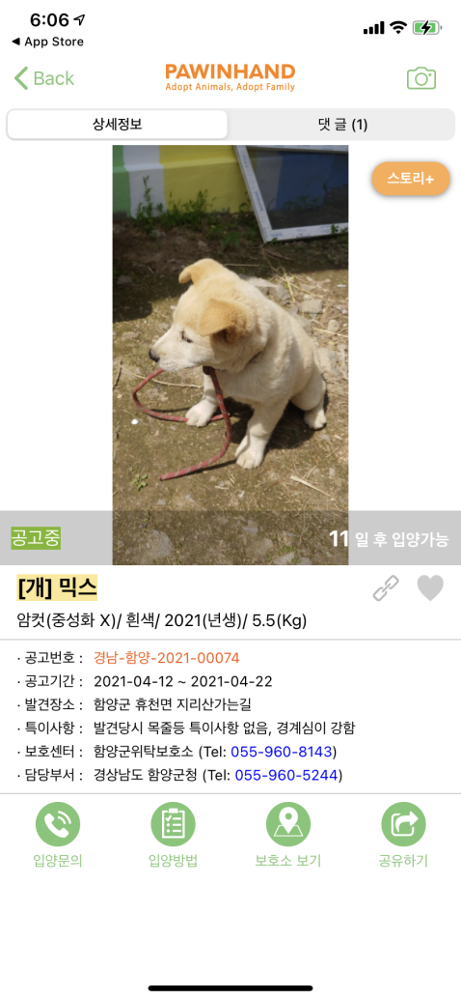 6:06
◀ App Store
Back
PAWINHAND
Adopt Animals, Adopt Family
상세정보
댓 글 (1)
스토리+
공고중
11 일 후 입양가능
[개] 믹스
암컷(중성화 X)/ 흰색/ 2021(년생)/ 5.5(Kg)
· 공고번호 : 경남-함양-2021-00074
· 공고기간 : 2021-04-12 ~ 2021-04-22
· 발견장소 : 함양군 휴천면 지리산가는길
· 특이사항 : 발견당시 목줄등 특이사항 없음, 경계심이 강함
· 보호센터 : 함양군위탁보호소 (Tel: 055-960-8143)
· 담당부서 : 경상남도 함양군청 (Tel: 055-960-5244)
입양문의
입양방법
보호소 보기
공유하기